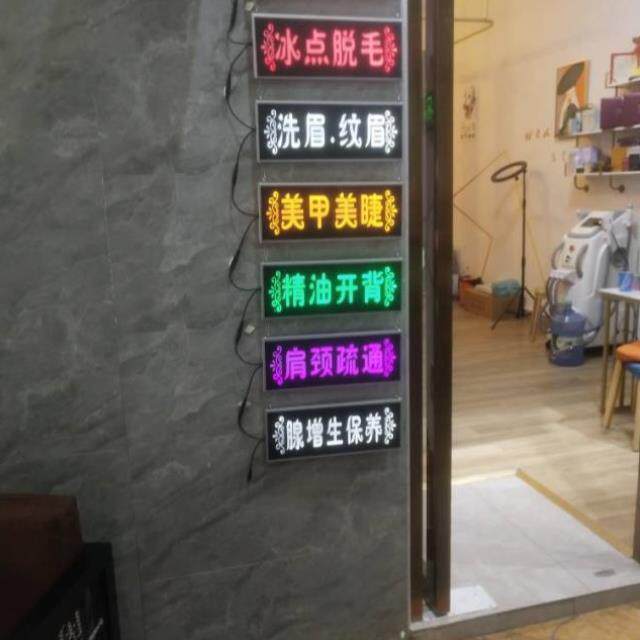 冰点脱毛
洗眉.纹眉
美甲美睫
精油开背
肩颈疏通
腺增生保养